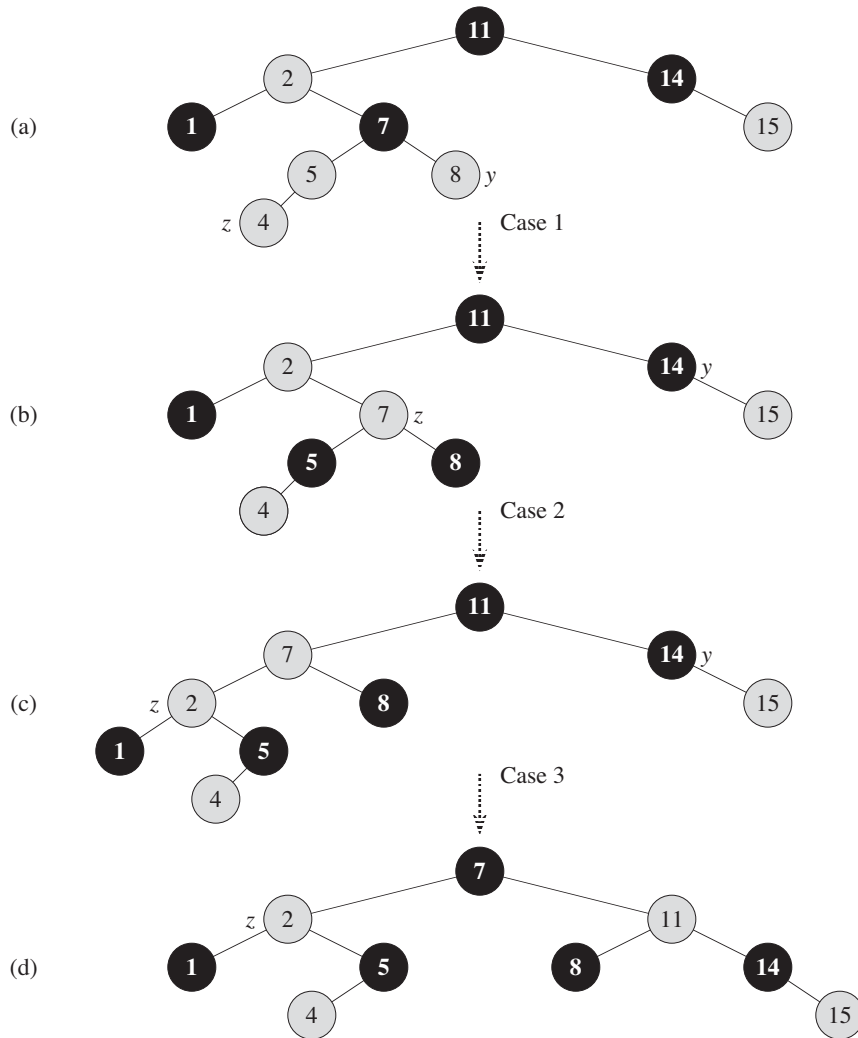 11
2 14
(a) 1 7 15
5 8 y
z 4 Case 1
11
2 14 y
(b) 1 7 z 15
5 8
4 Case 2
11
7 14 y
(c) z 2 8 15
1 5
4 Case 3
7
z 2 11
(d) 1 5 8 14
4 15